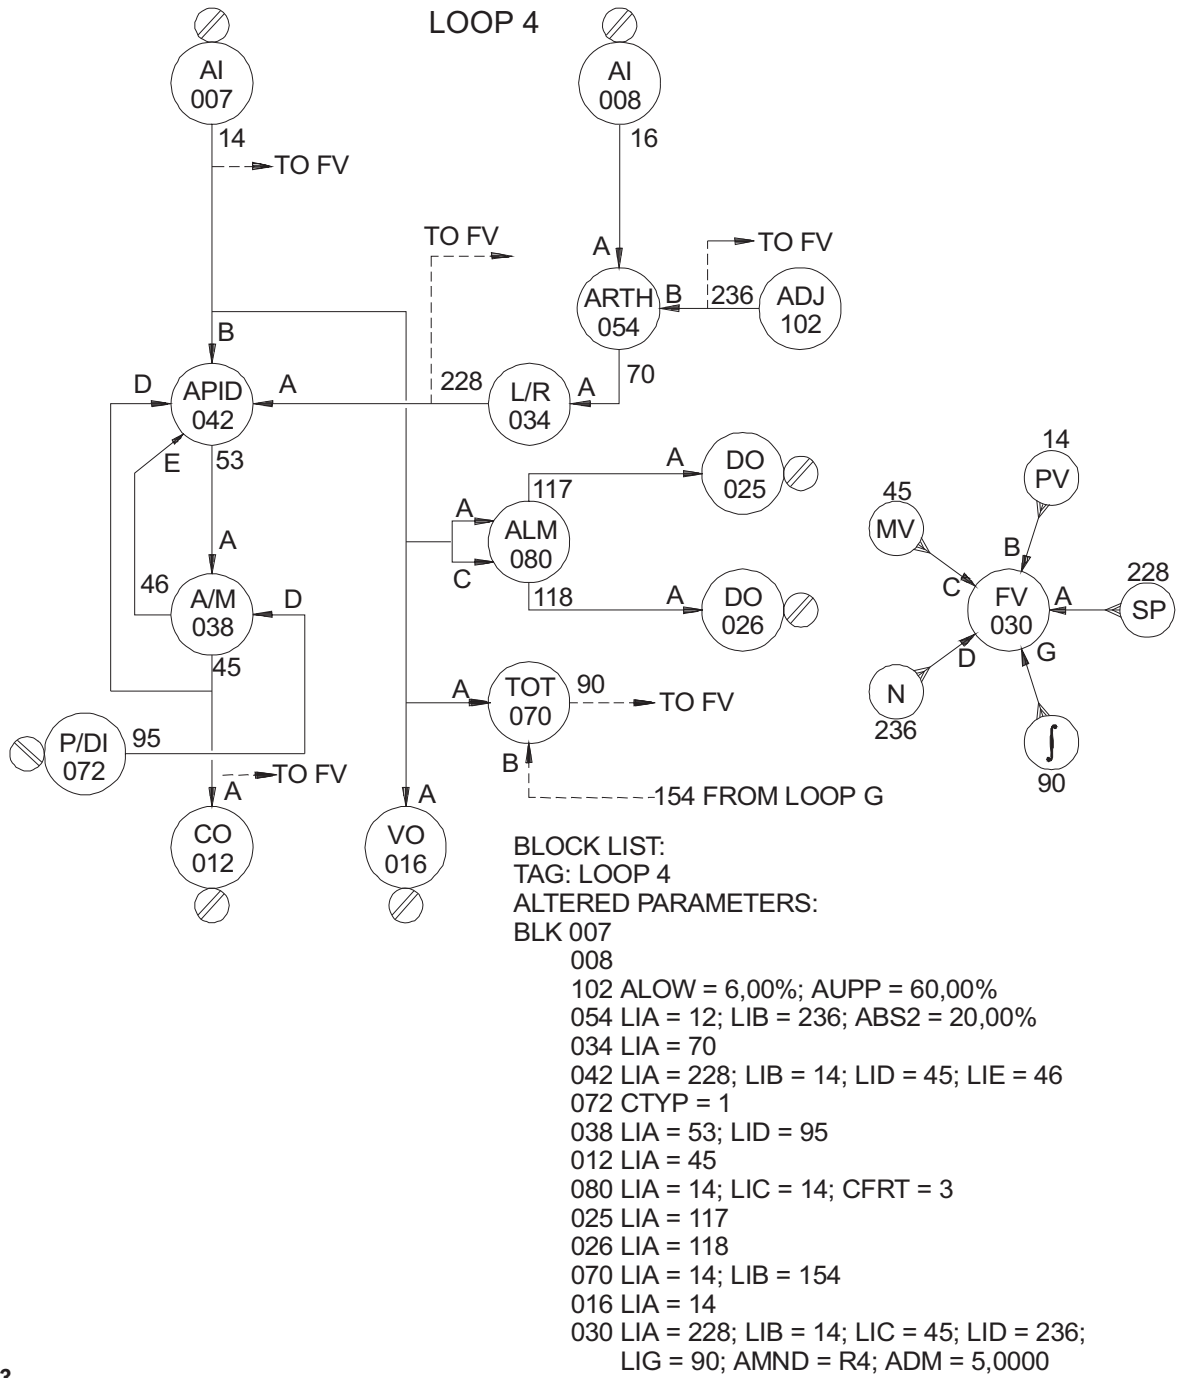 LOOP 4
AI
007
AI
008
14
16
TO FV
TO FV
TO FV
A
ARTH
054
B
236
ADJ
102
B
70
D
APID
042
A
228
L/R
034
A
E
53
A
DO
025
14
PV
117
45
MV
A
ALM
080
C
B
A
46
A/M
038
D
118
A
DO
026
C
FV
030
A
228
SP
D
G
45
A
TOT
070
90
TO FV
N
236
∫
90
P/DI
072
95
TO FV
B
154 FROM LOOP G
A
A
CO
012
VO
016
BLOCK LIST:
TAG: LOOP 4
ALTERED PARAMETERS:
BLK 007
008
102 ALOW = 6,00%; AUPP = 60,00%
054 LIA = 12; LIB = 236; ABS2 = 20,00%
034 LIA = 70
042 LIA = 228; LIB = 14; LID = 45; LIE = 46
072 CTYP = 1
038 LIA = 53; LID = 95
012 LIA = 45
080 LIA = 14; LIC = 14; CFRT = 3
025 LIA = 117
026 LIA = 118
070 LIA = 14; LIB = 154
016 LIA = 14
030 LIA = 228; LIB = 14; LIC = 45; LID = 236;
LIG = 90; AMND = R4; ADM = 5,0000